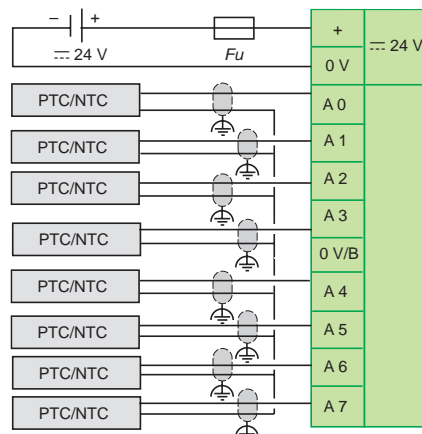 − +
⎓ 24 V
Fu
+
0 V
⎓ 24 V
PTC/NTC
A 0
PTC/NTC
A 1
PTC/NTC
A 2
A 3
PTC/NTC
0 V/B
PTC/NTC
A 4
PTC/NTC
A 5
PTC/NTC
A 6
PTC/NTC
A 7